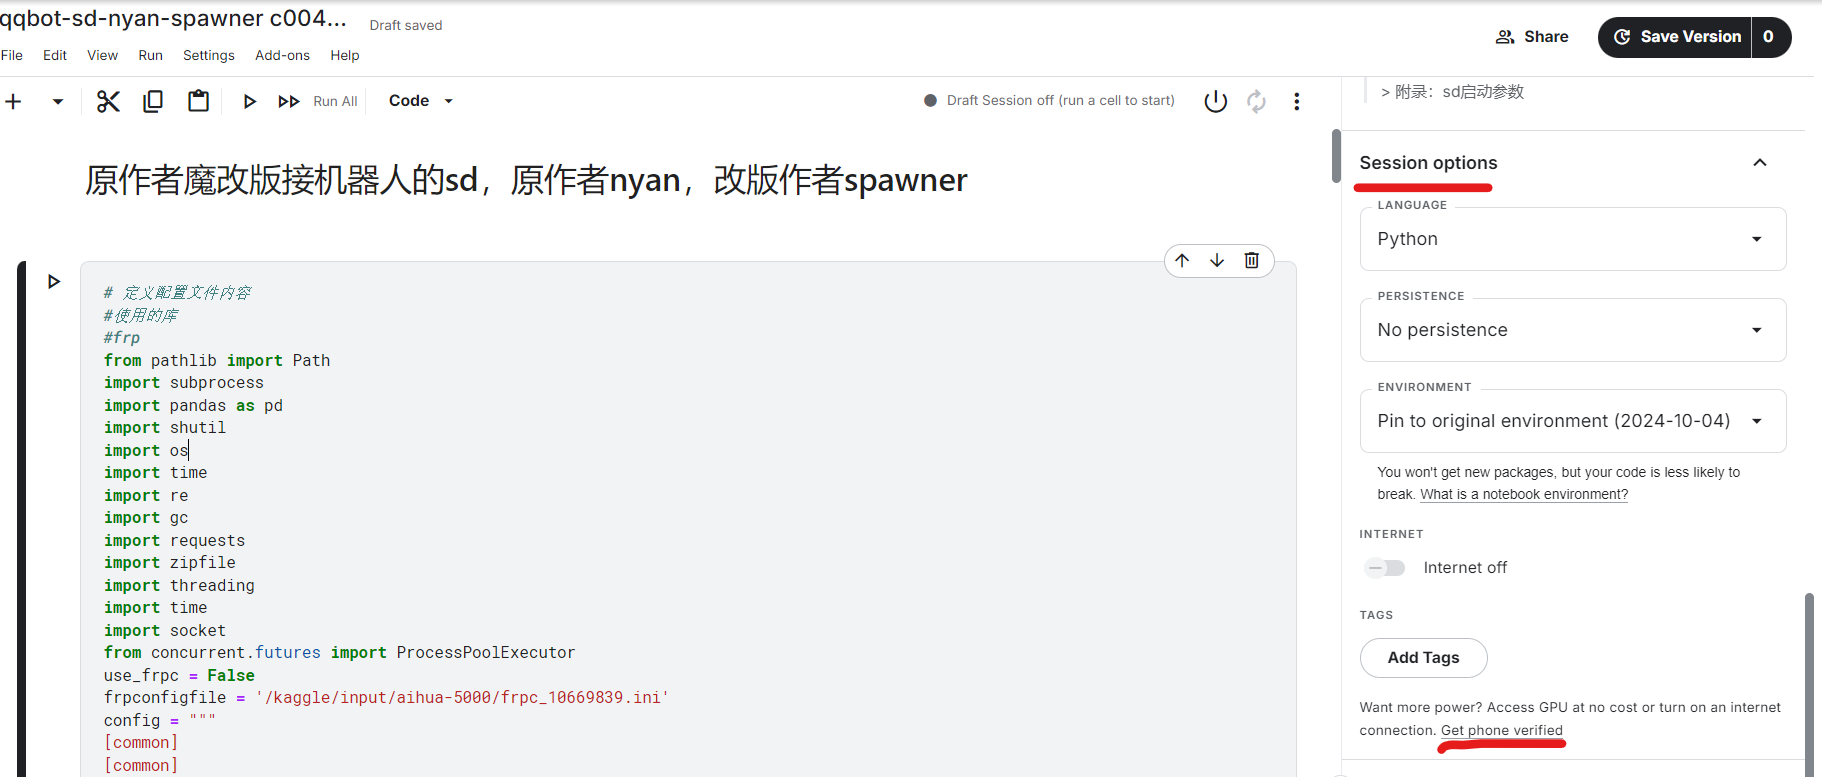 qqbot-sd-nyan-spawner c004...
Draft saved
File Edit View Run Settings Add-ons Help
Share
Save Version 0
Run All
Code
Draft Session off (run a cell to start)
> 附录：sd启动参数
原作者魔改版接机器人的sd，原作者nyan，改版作者spawner
# 定义配置文件内容
#使用的库
#frp
from pathlib import Path
import subprocess
import pandas as pd
import shutil
import os
import time
import re
import gc
import requests
import zipfile
import threading
import time
import socket
from concurrent.futures import ProcessPoolExecutor
use_frpc = False
frpconfigfile = '/kaggle/input/aihua-5000/frpc_10669839.ini'
config = """
[common]
[common]
Session options
LANGUAGE
Python
PERSISTENCE
No persistence
ENVIRONMENT
Pin to original environment (2024-10-04)
You won't get new packages, but your code is less likely to
break. What is a notebook environment?
INTERNET
Internet off
TAGS
Add Tags
Want more power? Access GPU at no cost or turn on an internet
connection. Get phone verified